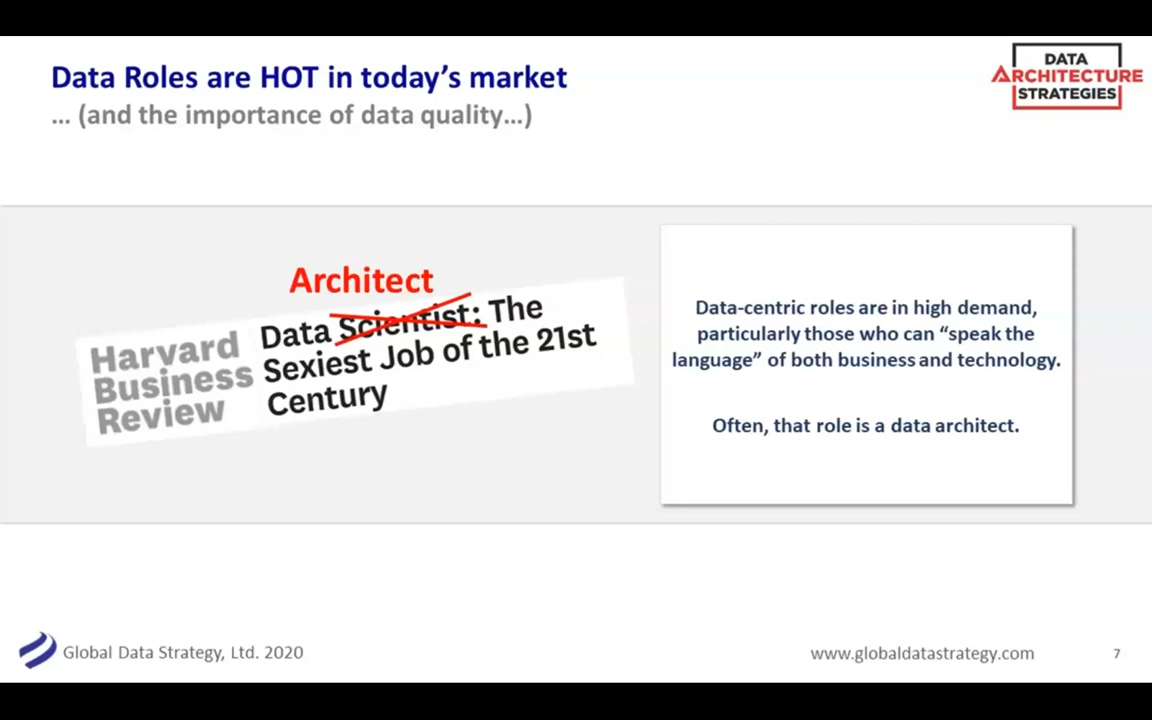 Data Roles are HOT in today's market
... (and the importance of data quality...)
DATA
ARCHITECTURE
STRATEGIES
Architect
Harvard
Business
Review
Data Scientist: The
Sexiest Job of the 21st
Century
Data-centric roles are in high demand,
particularly those who can “speak the
language” of both business and technology.
Often, that role is a data architect.
Global Data Strategy, Ltd. 2020
www.globaldatastrategy.com
7